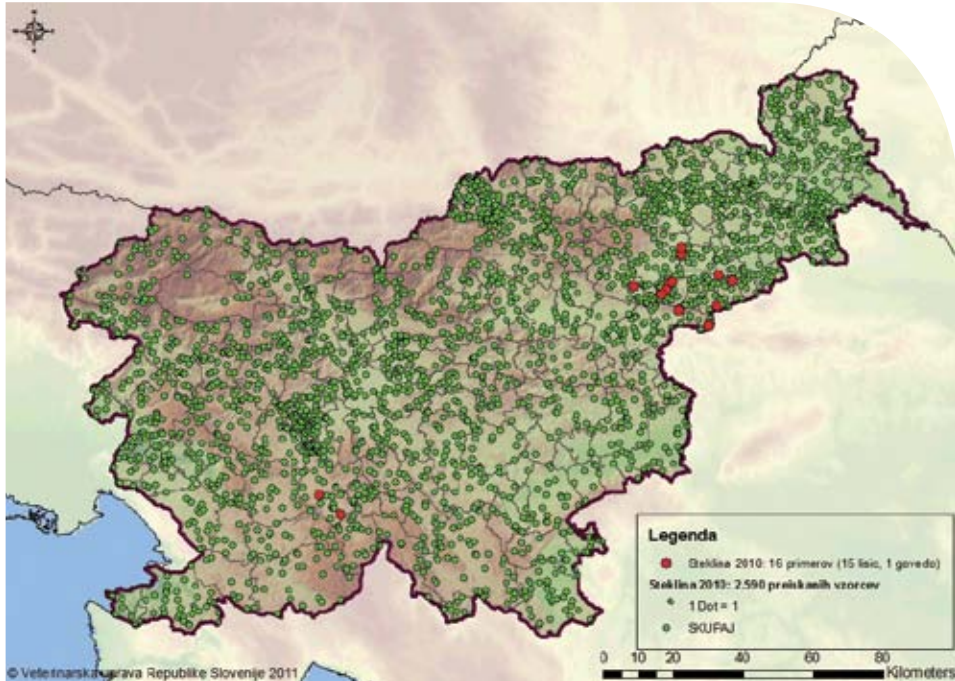 Legenda
Steklina 2010: 16 primerov (15 lisic, 1 govedo)
Steklina 2010: 2.590 preiskanih vzorcev
1 Dot = 1
SKUPAJ
0 10 20 40 60 80
Kilometers
© Veterinarska uprava Republike Slovenije 2011